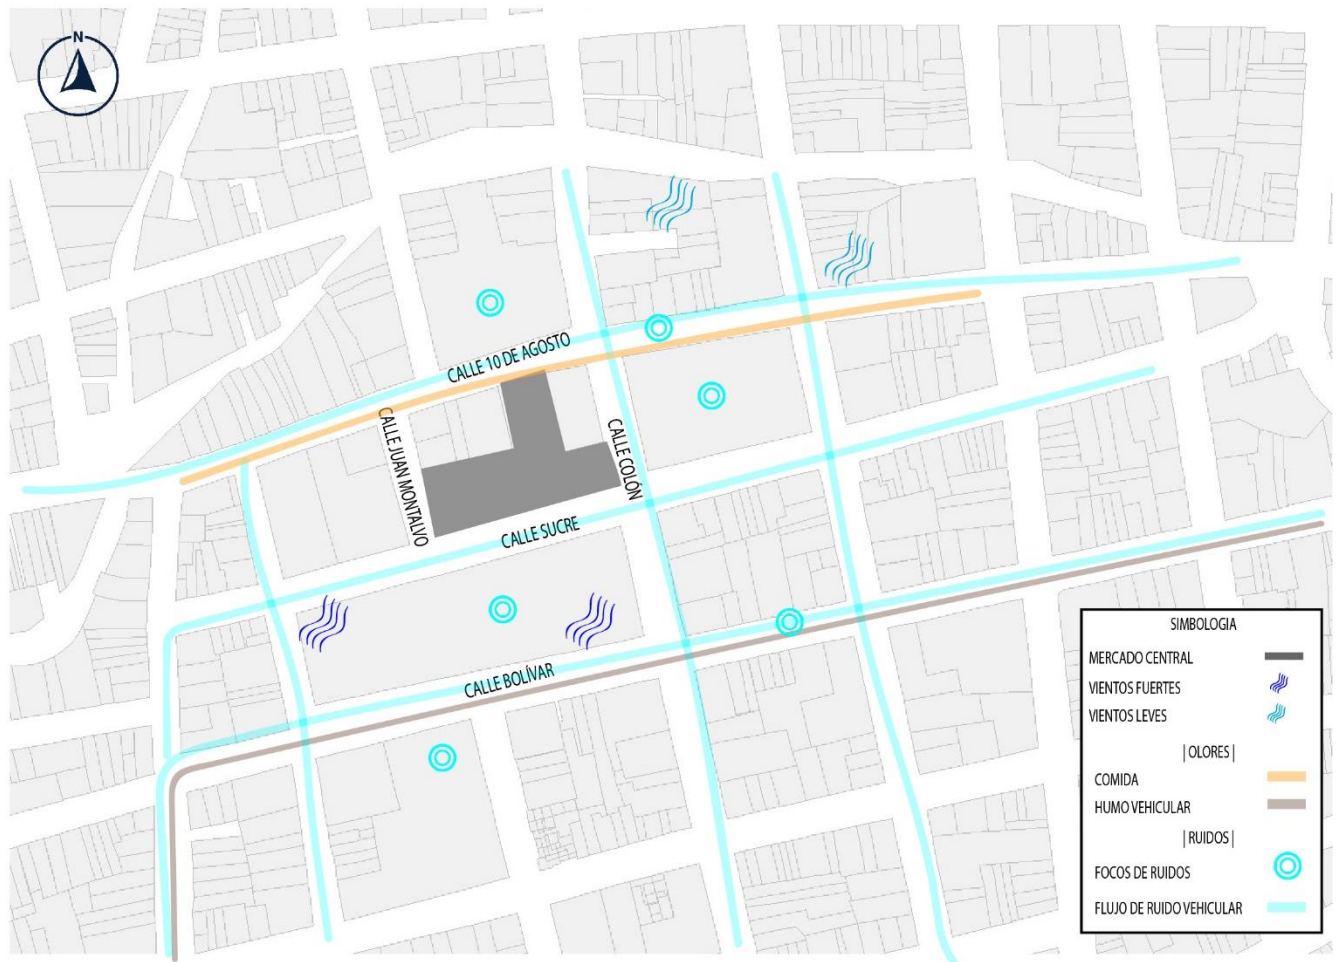 N
CALLE 10 DE AGOSTO
CALLE JUAN MONTALVO
CALLE COLÓN
CALLE SUCRE
CALLE BOLÍVAR
SIMBOLOGIA
MERCADO CENTRAL
VIENTOS FUERTES
VIENTOS LEVES
| OLORES |
COMIDA
HUMO VEHICULAR
| RUIDOS |
FOCOS DE RUIDOS
FLUJO DE RUIDO VEHICULAR